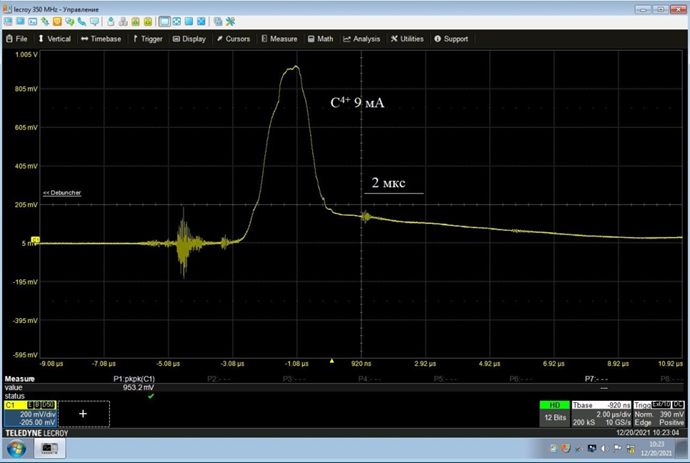 lecroy 350 MHz - Управление
File Vertical Timebase Trigger Display Cursors Measure Math Analysis Utilities Support
1.005 V
805 mV
605 mV
405 mV
205 mV
5 mV
-195 mV
-395 mV
-595 mV
C⁴⁺ 9 мА
2 мкс
<< Debuncher
C1
-9.08 µs -7.08 µs -5.08 µs -3.08 µs -1.08 µs 920 ns 2.92 µs 4.92 µs 6.92 µs 8.92 µs 10.92 µs
Measure P1:pkpk(C1) P2:--- P3:--- P4:--- P5:--- P6:--- P7:--- P8:---
value 953.2 mV ---
status
C1 D50 HD Tbase -920 ns Trigg Ext/10 DC
200 mV/div 12 Bits 2.00 µs/div Norm. 390 mV
-205.00 mV 200 kS 10 GS/s Edge Positive
TELEDYNE LECROY 12/20/2021 10:23:04
10:23
12/20/2021